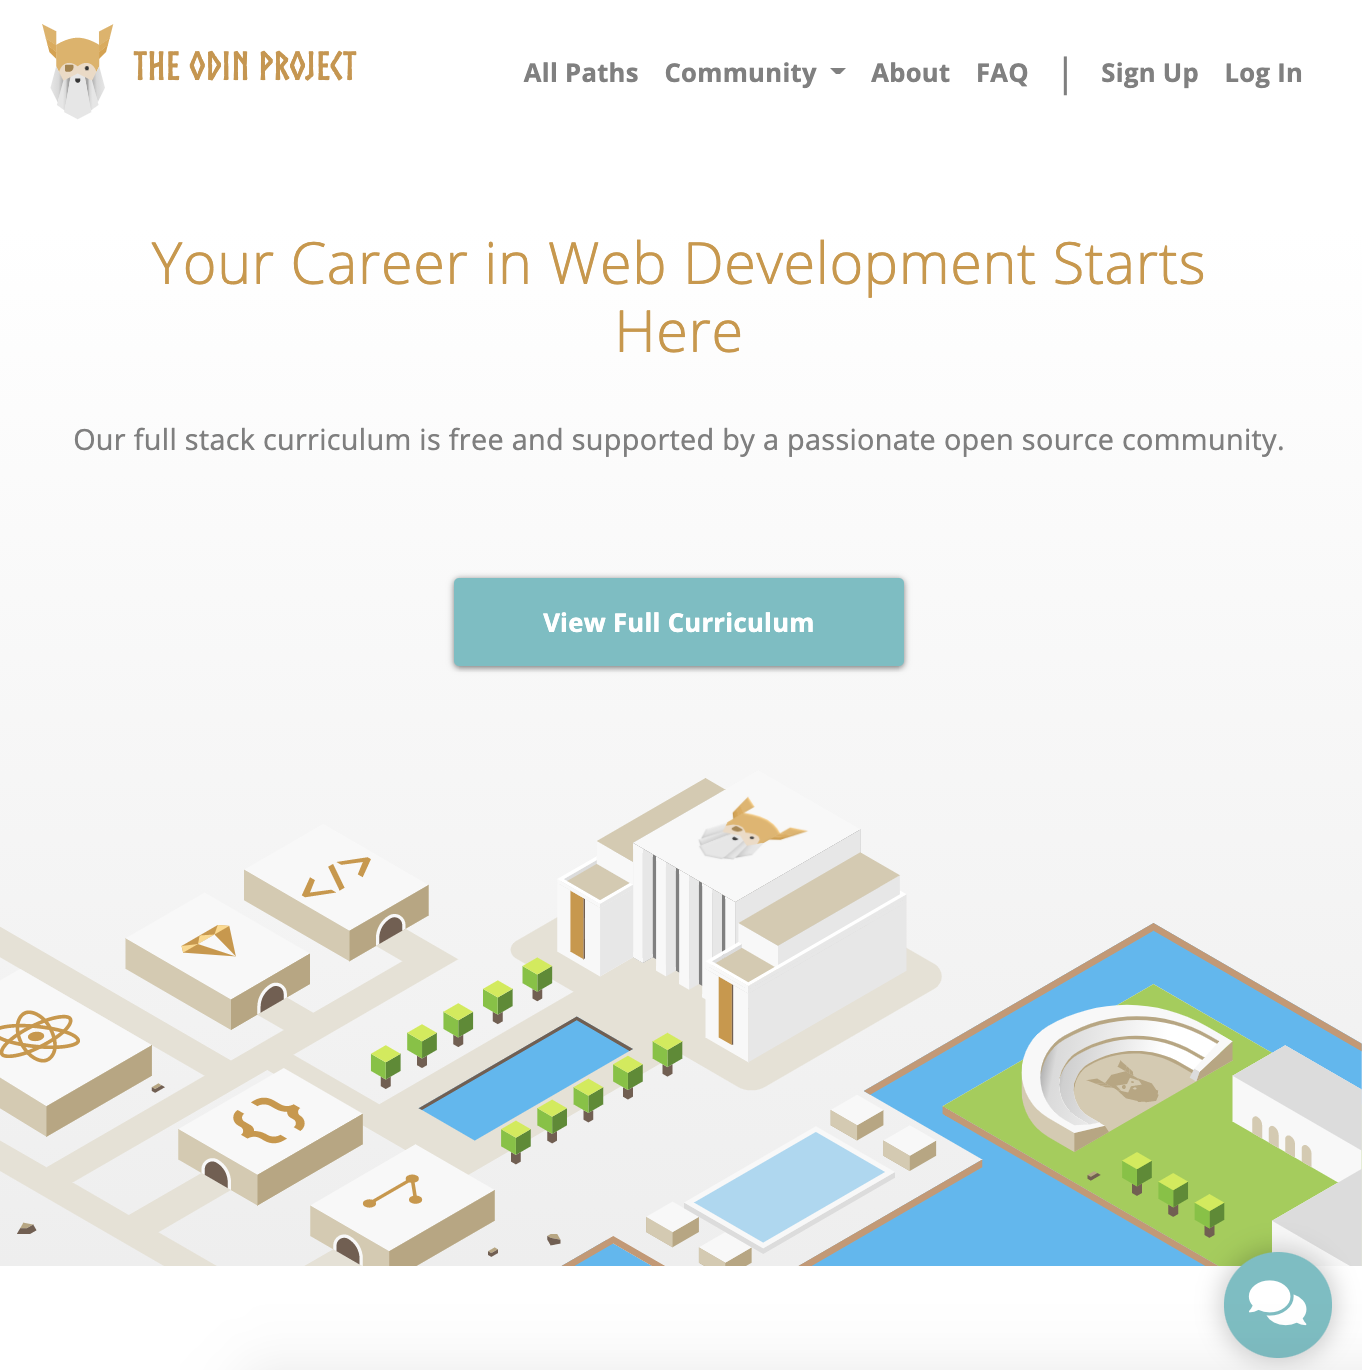 THE ODIN PROJECT
All Paths Community About FAQ | Sign Up Log In
Your Career in Web Development Starts
Here
Our full stack curriculum is free and supported by a passionate open source community.
View Full Curriculum
</>
{}